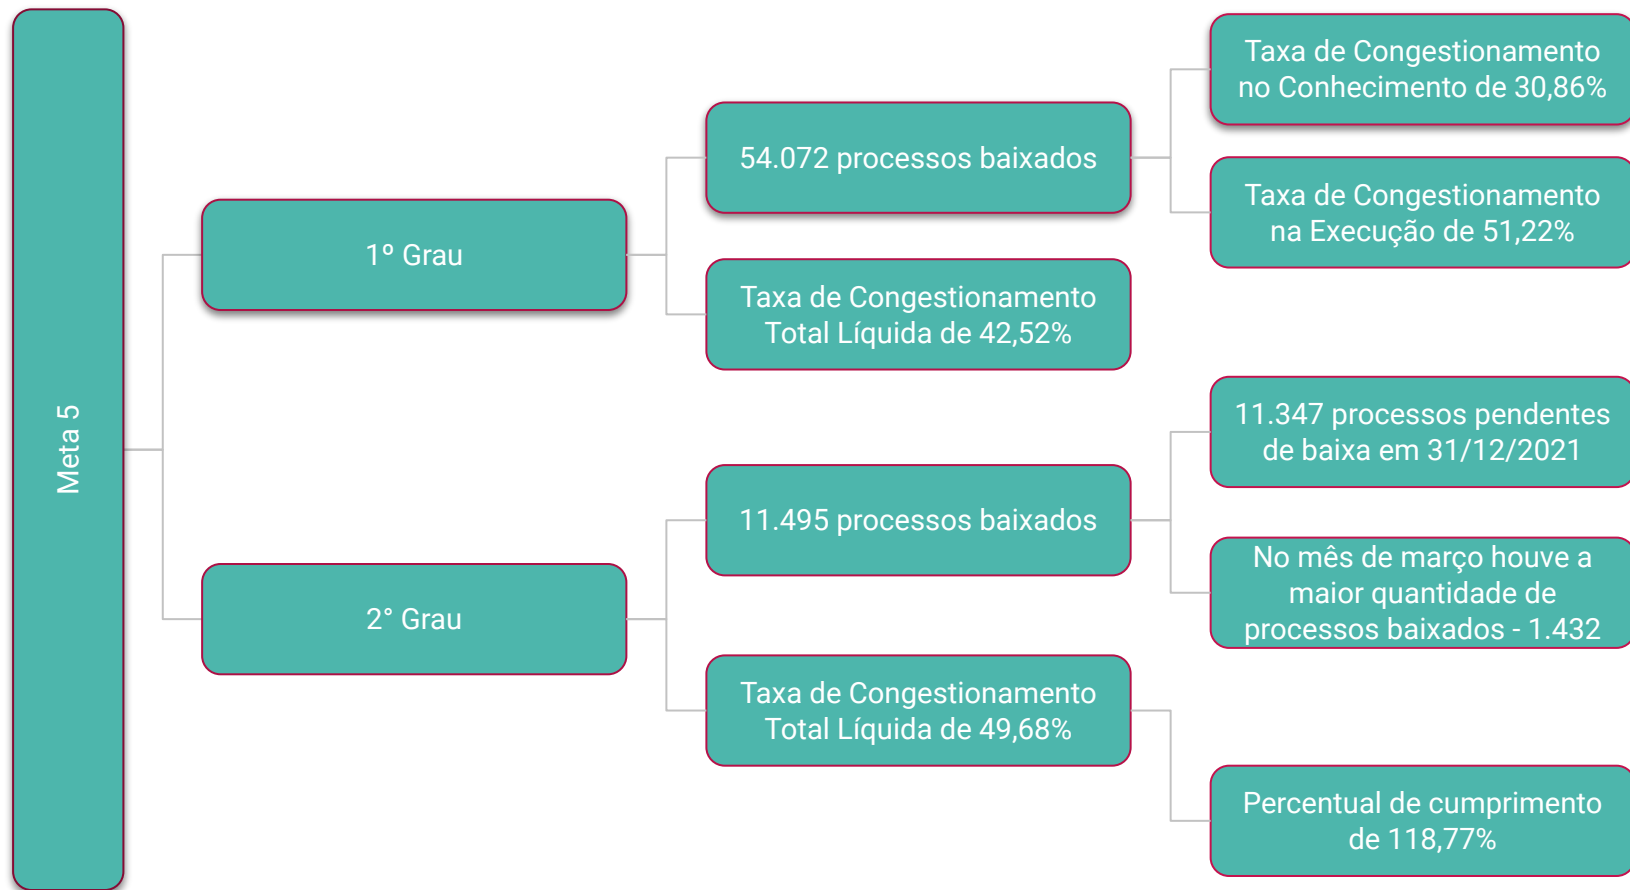 Meta 5
1º Grau
54.072 processos baixados
Taxa de Congestionamento
no Conhecimento de 30,86%
Taxa de Congestionamento
na Execução de 51,22%
Taxa de Congestionamento
Total Líquida de 42,52%
2° Grau
11.495 processos baixados
11.347 processos pendentes
de baixa em 31/12/2021
No mês de março houve a
maior quantidade de
processos baixados - 1.432
Taxa de Congestionamento
Total Líquida de 49,68%
Percentual de cumprimento
de 118,77%